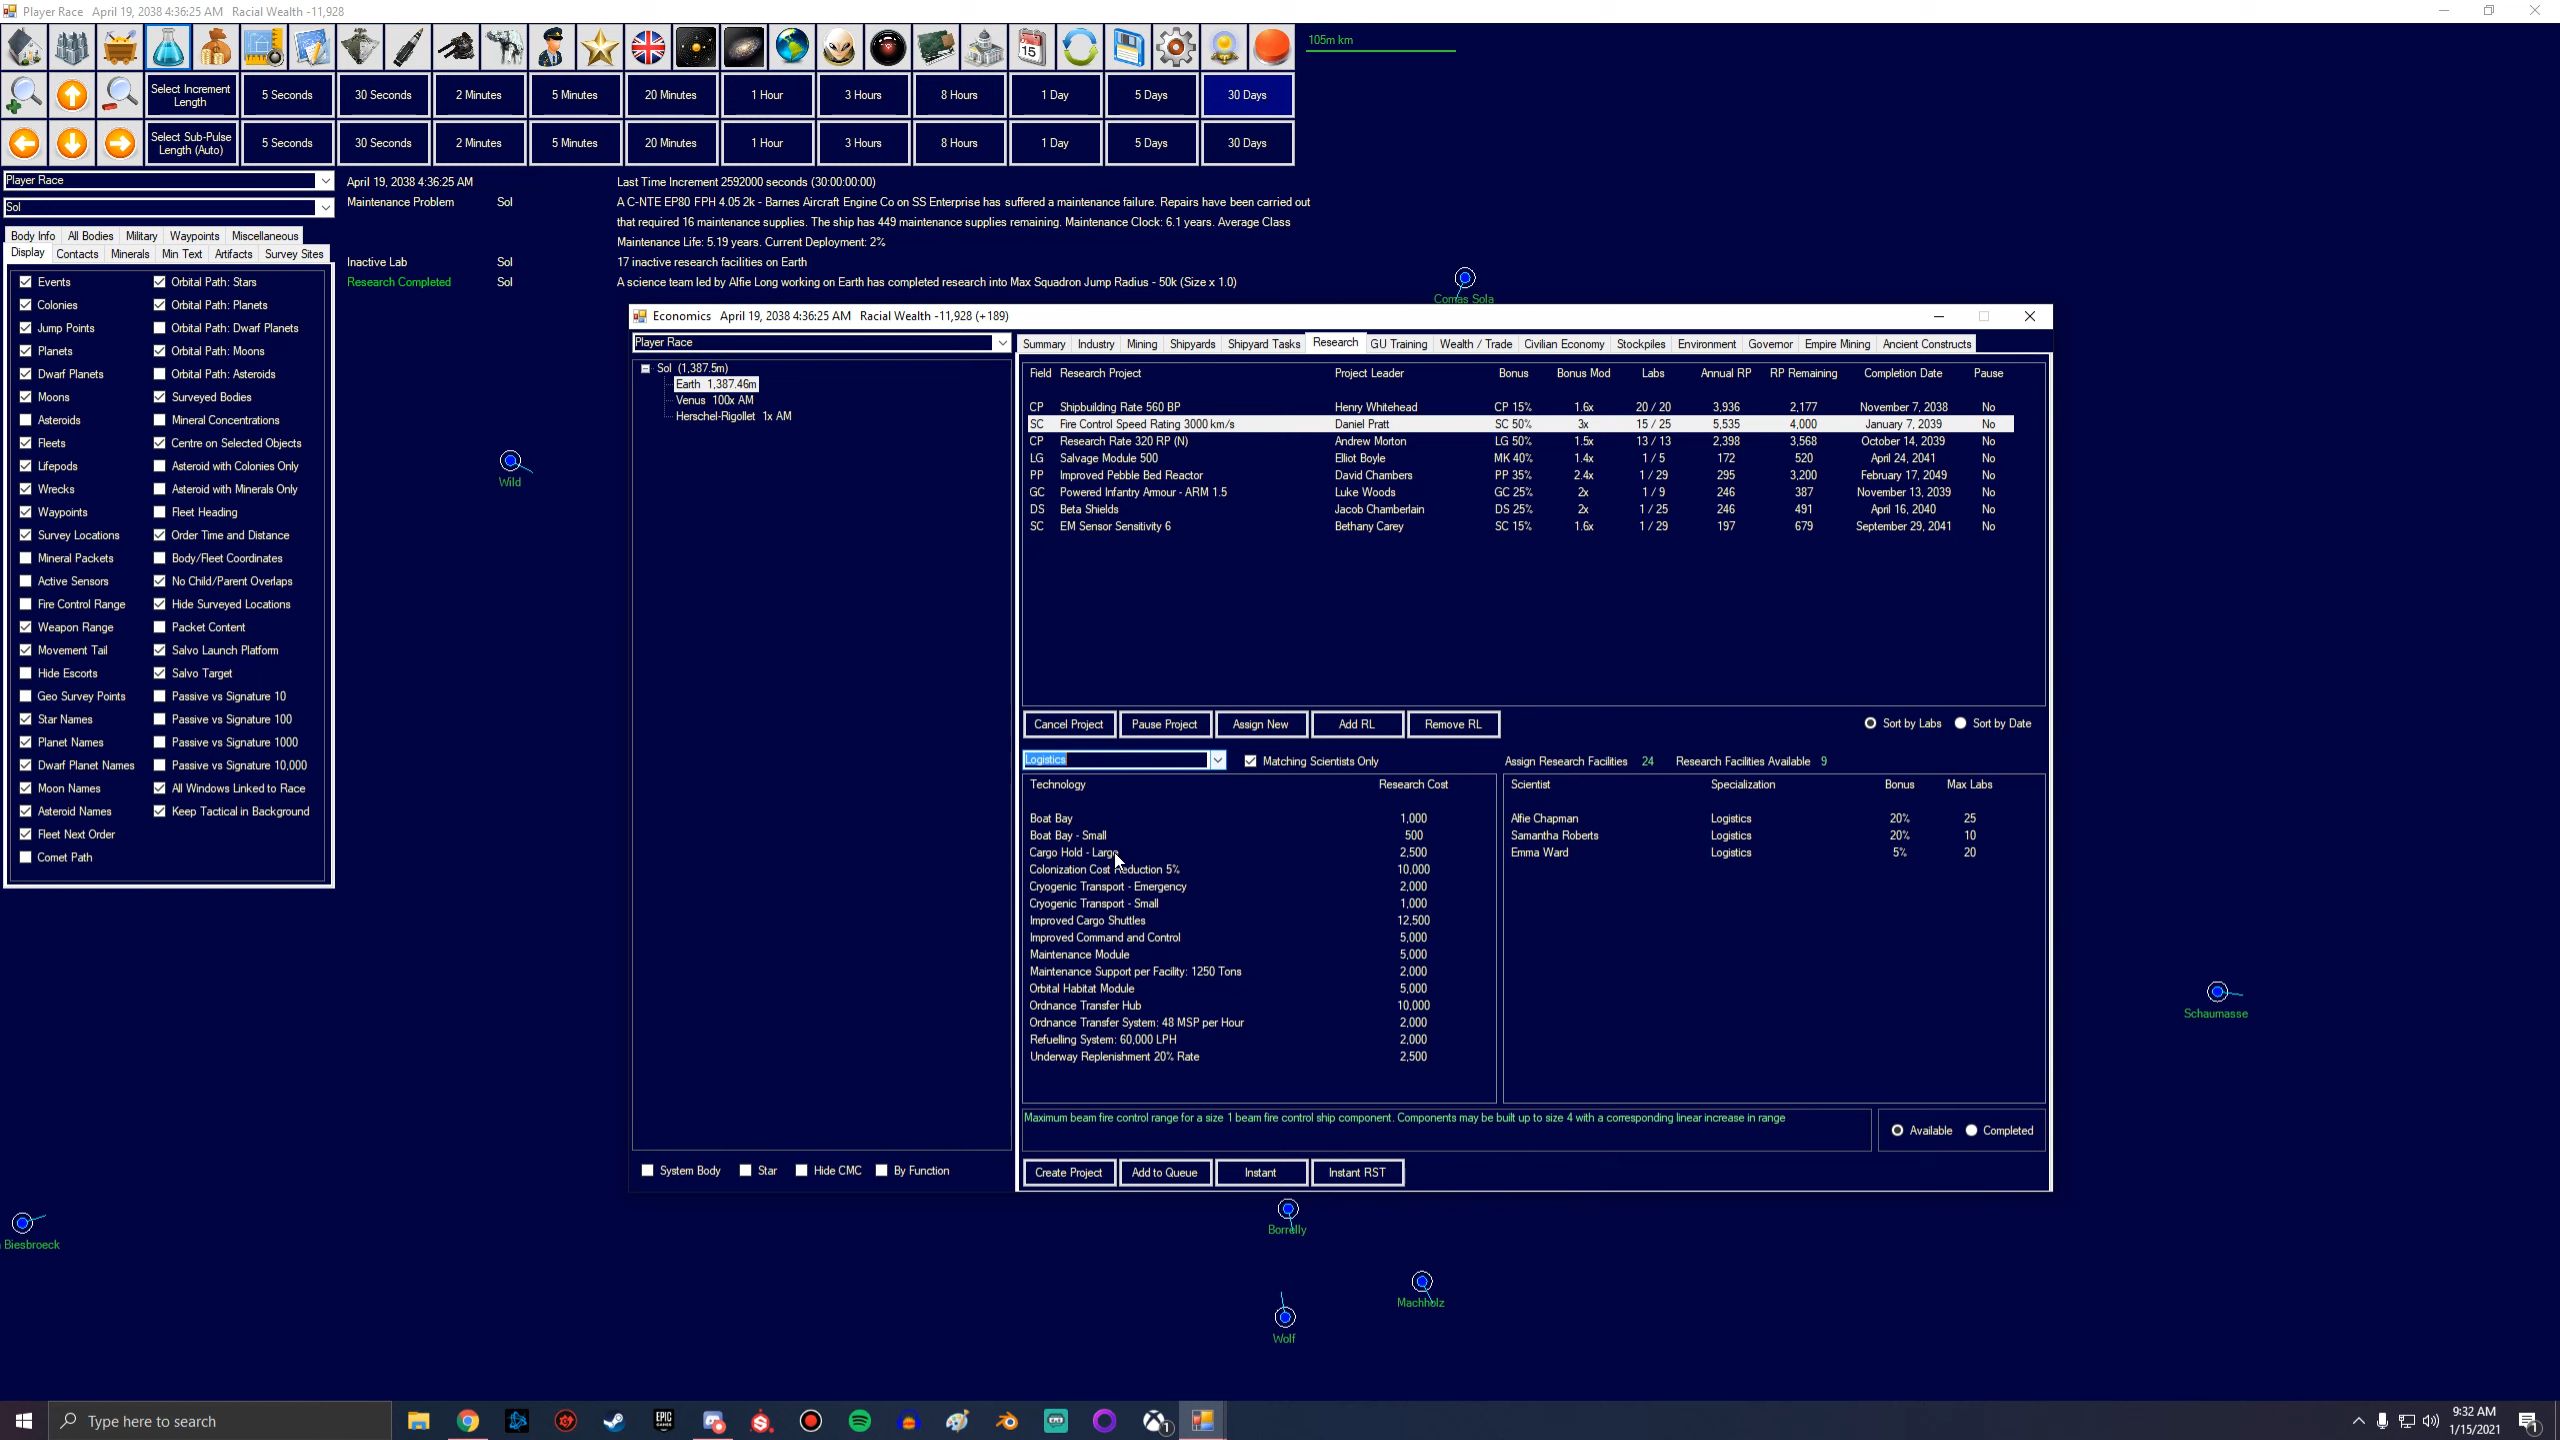 Player Race April 19, 2038 4:36:25 AM Racial Wealth -11,928
105m km
Select Increment Length 5 Seconds 30 Seconds 2 Minutes 5 Minutes 20 Minutes 1 Hour 3 Hours 8 Hours 1 Day 5 Days 30 Days
Select Sub-Pulse Length (Auto) 5 Seconds 30 Seconds 2 Minutes 5 Minutes 20 Minutes 1 Hour 3 Hours 8 Hours 1 Day 5 Days 30 Days
Player Race
Sol
Body Info All Bodies Military Waypoints Miscellaneous
Display Contacts Minerals Min Text Artifacts Survey Sites
Events Orbital Path: Stars
Colonies Orbital Path: Planets
Jump Points Orbital Path: Dwarf Planets
Planets Orbital Path: Moons
Dwarf Planets Orbital Path: Asteroids
Moons Surveyed Bodies
Asteroids Mineral Concentrations
Fleets Centre on Selected Objects
Lifepods Asteroid with Colonies Only
Wrecks Asteroid with Minerals Only
Waypoints Fleet Heading
Survey Locations Order Time and Distance
Mineral Packets Body/Fleet Coordinates
Active Sensors No Child/Parent Overlaps
Fire Control Range Hide Surveyed Locations
Weapon Range Packet Content
Movement Tail Salvo Launch Platform
Hide Escorts Salvo Target
Geo Survey Points Passive vs Signature 10
Star Names Passive vs Signature 100
Planet Names Passive vs Signature 1000
Dwarf Planet Names Passive vs Signature 10,000
Moon Names All Windows Linked to Race
Asteroid Names Keep Tactical in Background
Fleet Next Order
Comet Path
April 19, 2038 4:36:25 AM Last Time Increment 2592000 seconds (30:00:00:00)
Maintenance Problem Sol A C-NTE EP80 FPH 4.05 2k - Barnes Aircraft Engine Co on SS Enterprise has suffered a maintenance failure. Repairs have been carried out
that required 16 maintenance supplies. The ship has 449 maintenance supplies remaining. Maintenance Clock: 6.1 years. Average Class
Maintenance Life: 5.19 years. Current Deployment: 2%
Inactive Lab Sol 17 inactive research facilities on Earth
Research Completed Sol A science team led by Alfie Long working on Earth has completed research into Max Squadron Jump Radius - 50k (Size x 1.0)
Comas Sola
Wild
Schaumasse
Biesbroeck
Borrelly
Machholz
Wolf
Economics April 19, 2038 4:36:25 AM Racial Wealth -11,928 (+189)
Player Race
Sol (1,387.5m)
Earth 1,387.46m
Venus 100x AM
Herschel-Rigollet 1x AM
System Body Star Hide CMC By Function
Summary Industry Mining Shipyards Shipyard Tasks Research GU Training Wealth / Trade Civilian Economy Stockpiles Environment Governor Empire Mining Ancient Constructs
Field Research Project Project Leader Bonus Bonus Mod Labs Annual RP RP Remaining Completion Date Pause
CP Shipbuilding Rate 560 BP Henry Whitehead CP 15% 1.6x 20 / 20 3,936 2,177 November 7, 2038 No
SC Fire Control Speed Rating 3000 km/s Daniel Pratt SC 50% 3x 15 / 25 5,535 4,000 January 7, 2039 No
CP Research Rate 320 RP (N) Andrew Morton LG 50% 1.5x 13 / 13 2,398 3,568 October 14, 2039 No
LG Salvage Module 500 Elliot Boyle MK 40% 1.4x 1 / 5 172 520 April 24, 2041 No
PP Improved Pebble Bed Reactor David Chambers PP 35% 2.4x 1 / 29 295 3,200 February 17, 2049 No
GC Powered Infantry Armour - ARM 1.5 Luke Woods GC 25% 2x 1 / 9 246 387 November 13, 2039 No
DS Beta Shields Jacob Chamberlain DS 25% 2x 1 / 25 246 491 April 16, 2040 No
SC EM Sensor Sensitivity 6 Bethany Carey SC 15% 1.6x 1 / 29 197 679 September 29, 2041 No
Cancel Project Pause Project Assign New Add RL Remove RL Sort by Labs Sort by Date
Logistics Matching Scientists Only Assign Research Facilities 24 Research Facilities Available 9
Technology Research Cost
Boat Bay 1,000
Boat Bay - Small 500
Cargo Hold - Large 2,500
Colonization Cost Reduction 5% 10,000
Cryogenic Transport - Emergency 2,000
Cryogenic Transport - Small 1,000
Improved Cargo Shuttles 12,500
Improved Command and Control 5,000
Maintenance Module 5,000
Maintenance Support per Facility: 1250 Tons 2,000
Orbital Habitat Module 5,000
Ordnance Transfer Hub 10,000
Ordnance Transfer System: 48 MSP per Hour 2,000
Refuelling System: 60,000 LPH 2,000
Underway Replenishment 20% Rate 2,500
Scientist Specialization Bonus Max Labs
Alfie Chapman Logistics 20% 25
Samantha Roberts Logistics 20% 10
Emma Ward Logistics 5% 20
Maximum beam fire control range for a size 1 beam fire control ship component. Components may be built up to size 4 with a corresponding linear increase in range
Available Completed
Create Project Add to Queue Instant Instant RST
Type here to search
9:32 AM
1/15/2021